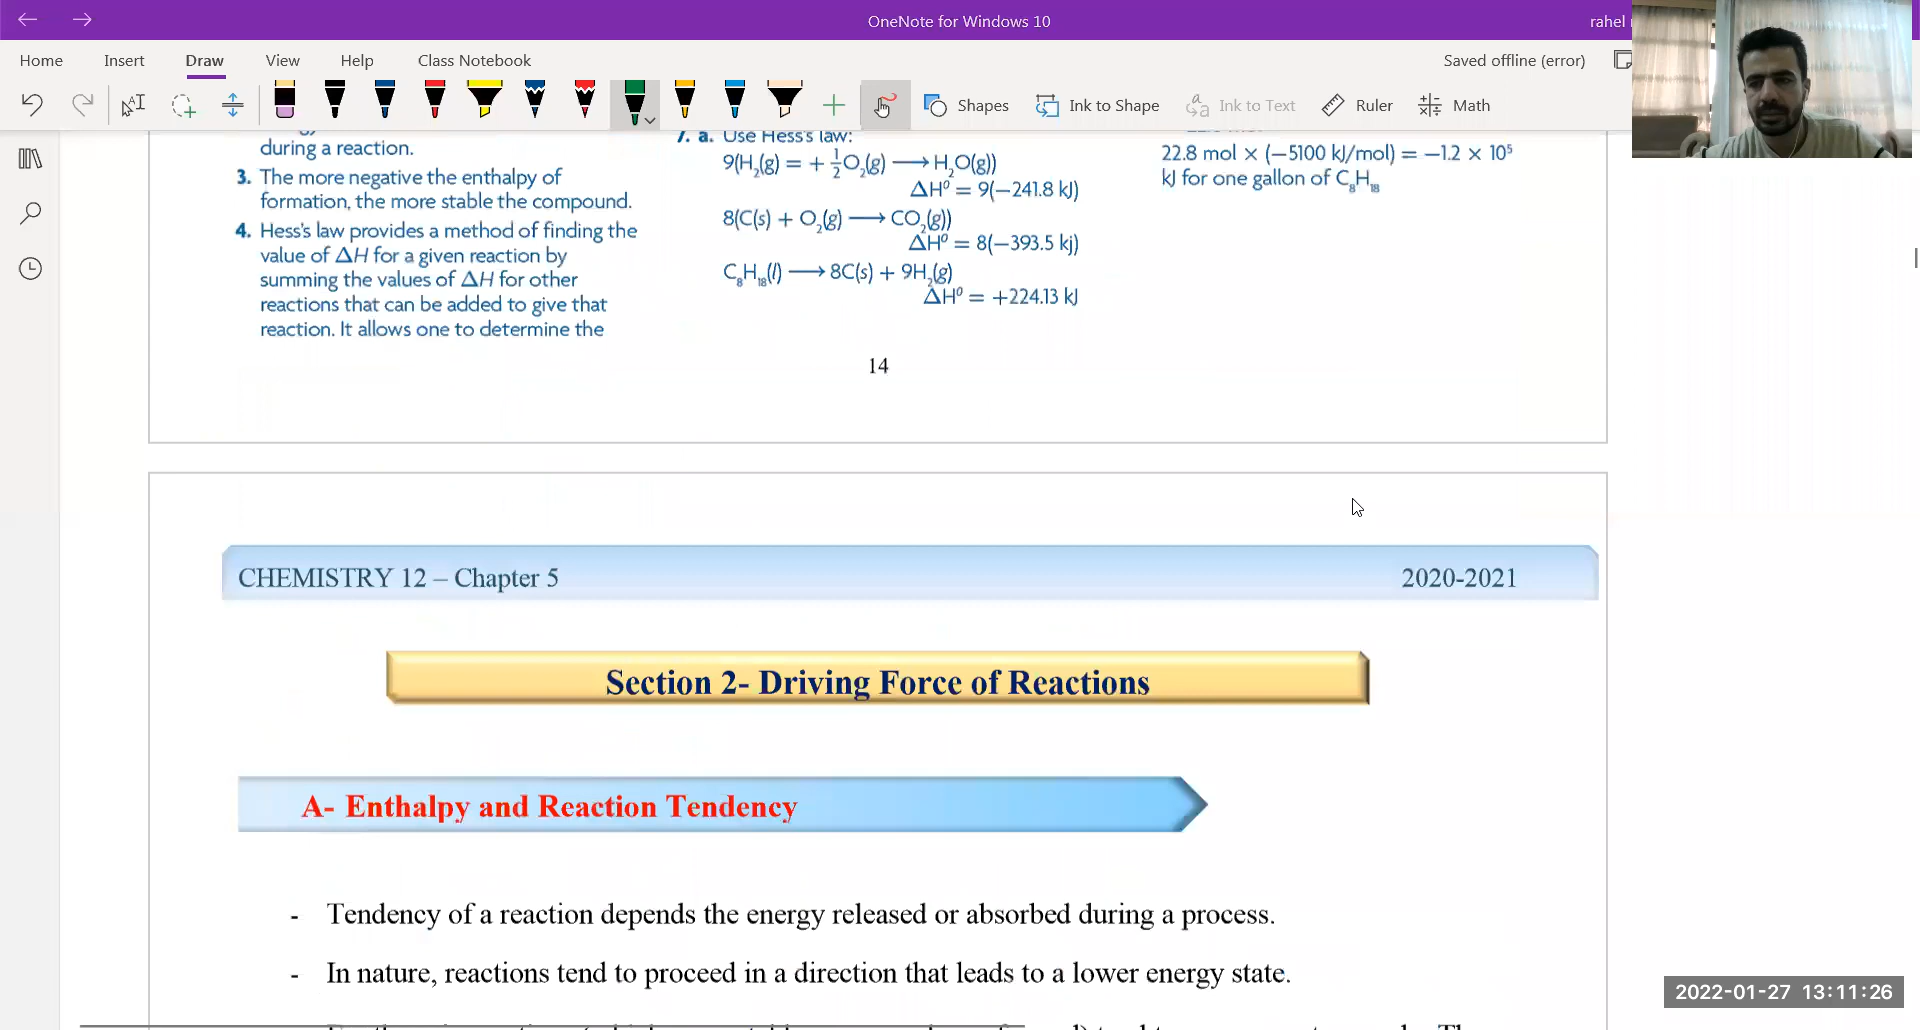 OneNote for Windows 10
rahel
Home Insert Draw View Help Class Notebook
Saved offline (error)
Shapes Ink to Shape Ink to Text Ruler Math
during a reaction.
3. The more negative the enthalpy of
formation, the more stable the compound.
4. Hess's law provides a method of finding the
value of ΔH for a given reaction by
summing the values of ΔH for other
reactions that can be added to give that
reaction. It allows one to determine the
7. a. Use Hess's law:
9(H₂(g) = + ½O₂(g) ⟶ H₂O(g))
ΔH⁰ = 9(−241.8 kJ)
8(C(s) + O₂(g) ⟶ CO₂(g))
ΔH⁰ = 8(−393.5 kj)
C₈H₁₈(l) ⟶ 8C(s) + 9H₂(g)
ΔH⁰ = +224.13 kJ
22.8 mol × (−5100 kJ/mol) = −1.2 × 10⁵
kJ for one gallon of C₈H₁₈
14
CHEMISTRY 12 – Chapter 5 2020-2021
Section 2- Driving Force of Reactions
A- Enthalpy and Reaction Tendency
- Tendency of a reaction depends the energy released or absorbed during a process.
- In nature, reactions tend to proceed in a direction that leads to a lower energy state.
2022-01-27 13:11:26